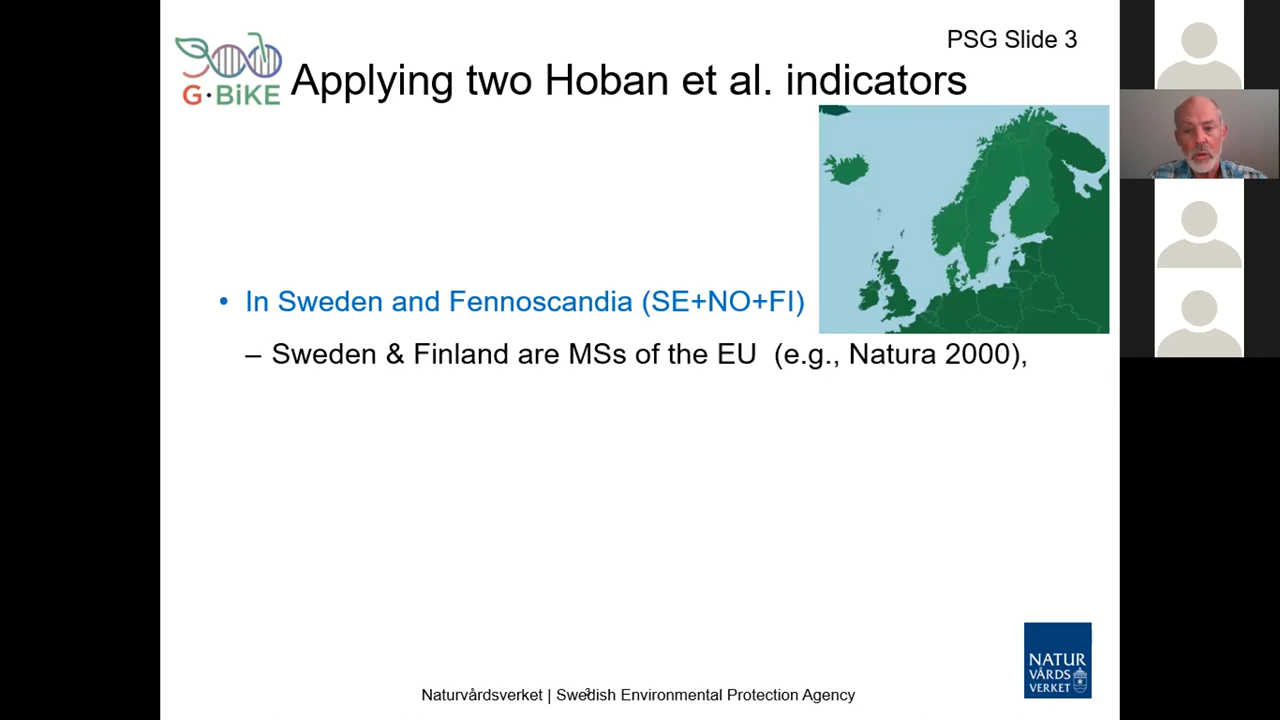 PSG Slide 3
G·BiKE
Applying two Hoban et al. indicators
• In Sweden and Fennoscandia (SE+NO+FI)
– Sweden & Finland are MSs of the EU (e.g., Natura 2000),
NATUR
VÅRDS
VERKET
Naturvårdsverket | Swedish Environmental Protection Agency